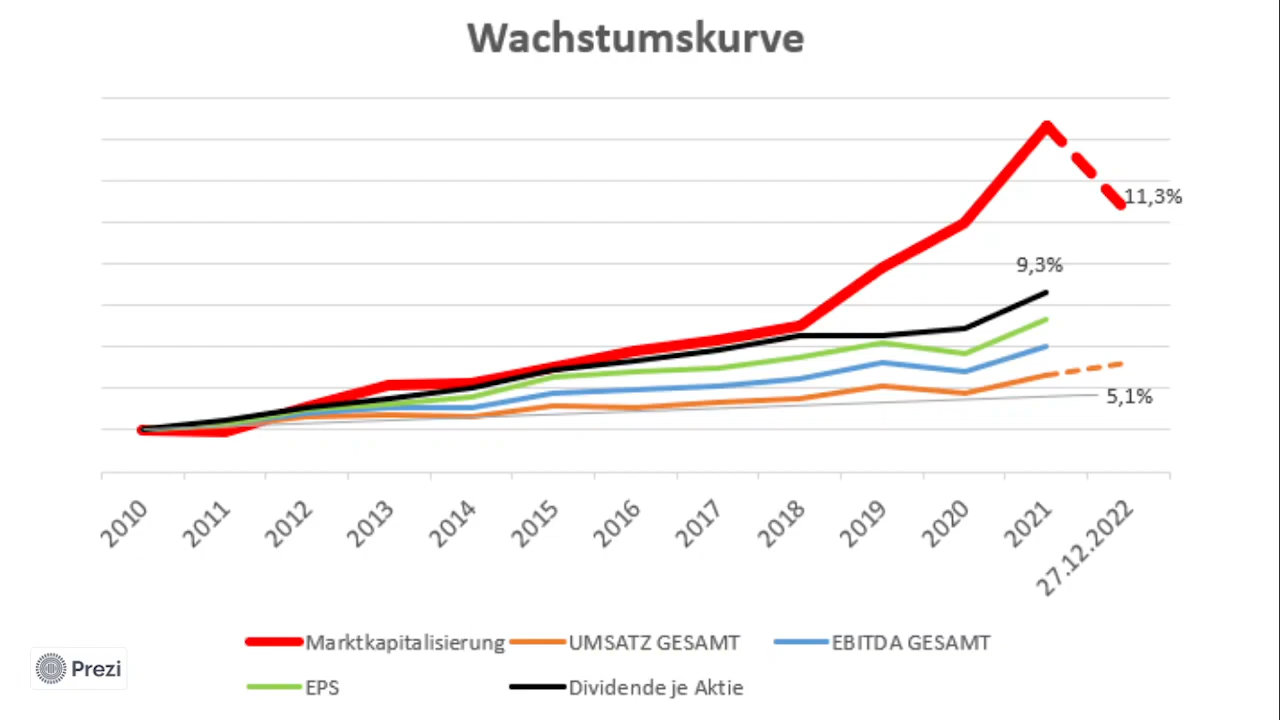 Wachstumskurve
11,3%
9,3%
5,1%
2010 2011 2012 2013 2014 2015 2016 2017 2018 2019 2020 2021 27.12.2022
Marktkapitalisierung UMSATZ GESAMT EBITDA GESAMT
EPS Dividende je Aktie
Prezi